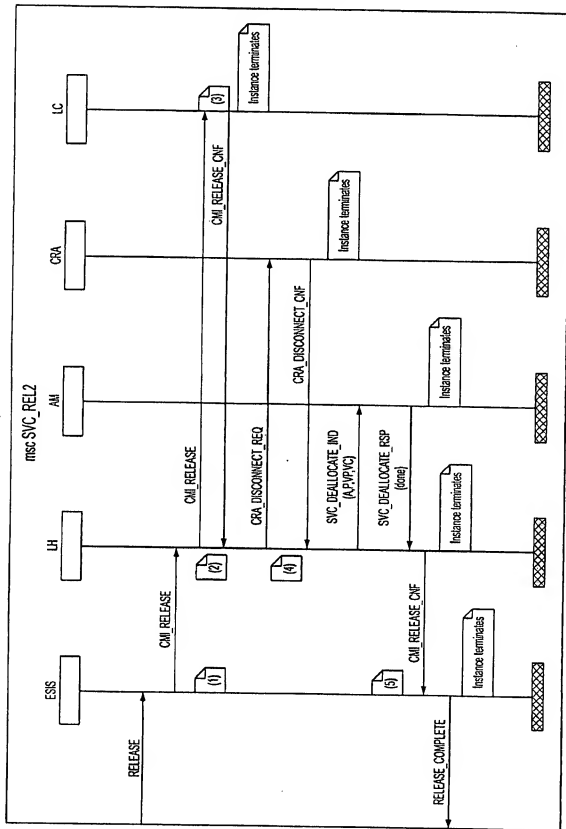 msc SVC_REL2
ESIS
LH
AM
CRA
LC
RELEASE
CMI_RELEASE
(1)
CMI_RELEASE
(2)
(3)
CMI_RELEASE_CNF
Instance terminates
CRA_DISCONNECT_REQ
(4)
CRA_DISCONNECT_CNF
Instance terminates
SVC_DEALLOCATE_IND
(A,P,VP,VC)
(5)
SVC_DEALLOCATE_RSP
(done)
Instance terminates
CMI_RELEASE_CNF
Instance terminates
RELEASE_COMPLETE
Instance terminates